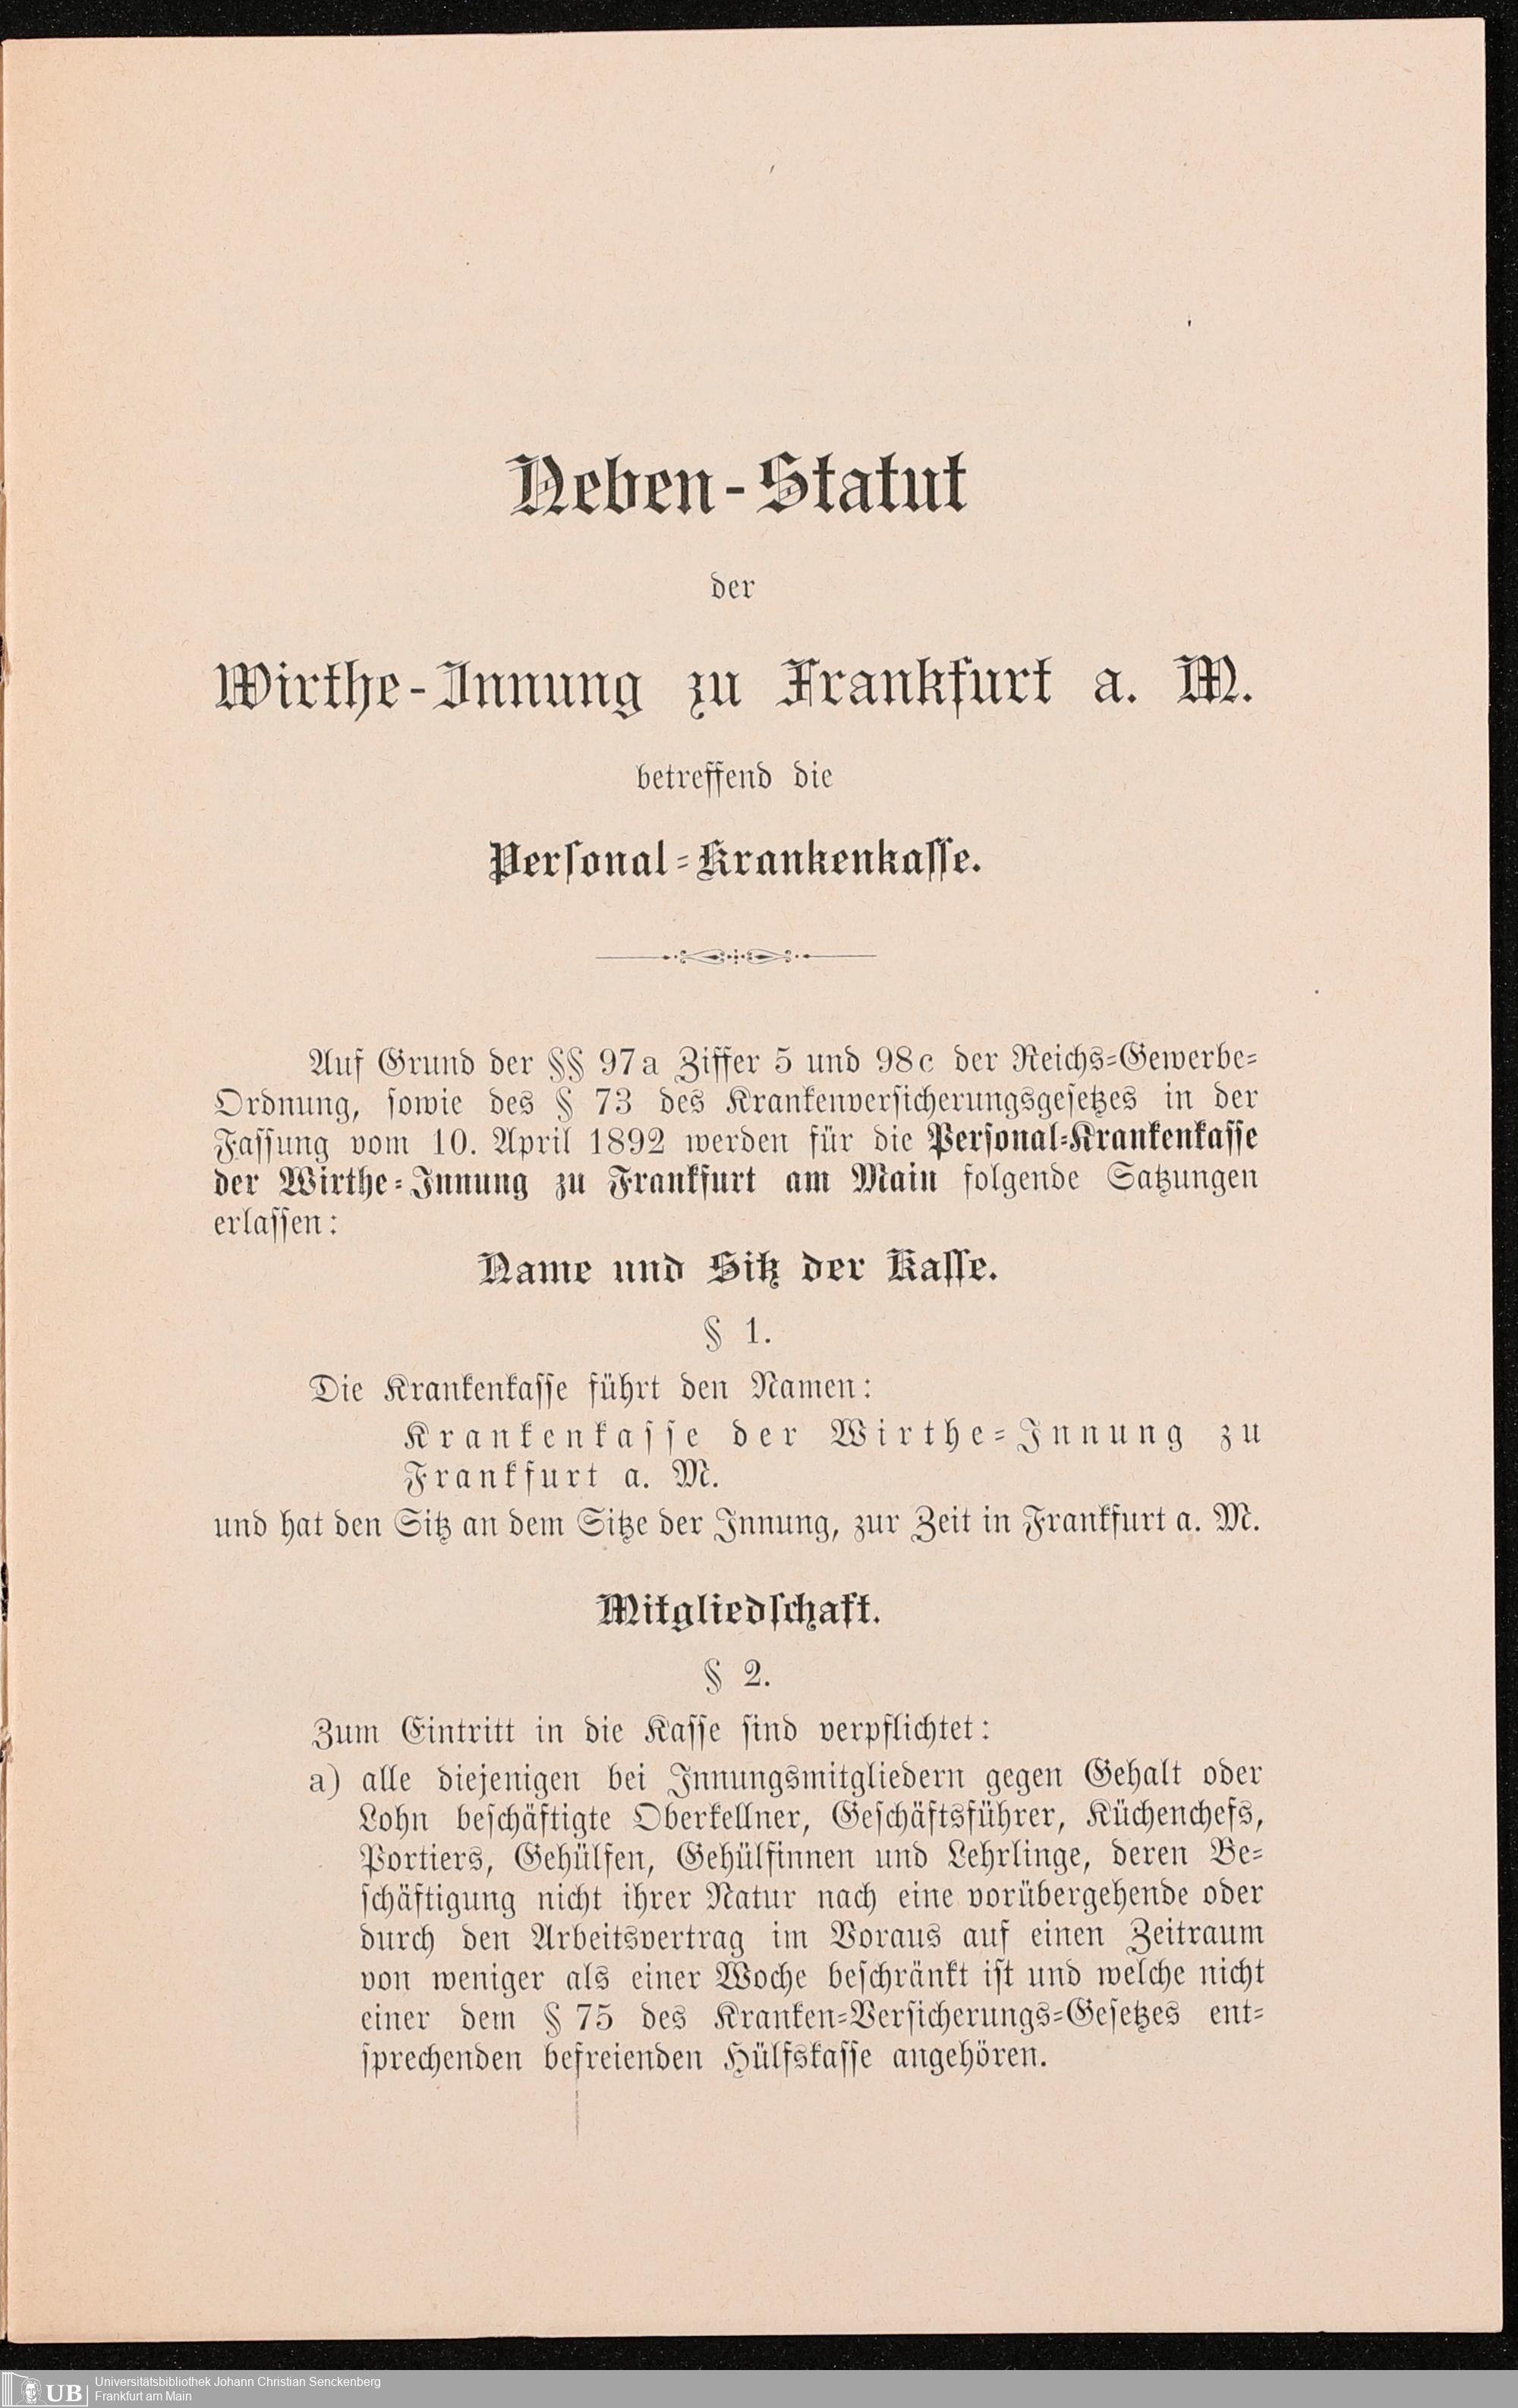 Neben-Statut
der
Wirthe-Innung zu Frankfurt a. M.
betreffend die
Personal-Krankenkasse.
Auf Grund der §§ 97a Ziffer 5 und 98c der Reichs-Gewerbe-
Ordnung, sowie des § 73 des Krankenversicherungsgesetzes in der
Fassung vom 10. April 1892 werden für die Personal-Krankenkasse
der Wirthe-Innung zu Frankfurt am Main folgende Satzungen
erlassen:
Name und Sitz der Kasse.
§ 1.
Die Krankenkasse führt den Namen:
Krankenkasse der Wirthe-Innung zu
Frankfurt a. M.
und hat den Sitz an dem Sitze der Innung, zur Zeit in Frankfurt a. M.
Mitgliedschaft.
§ 2.
Zum Eintritt in die Kasse sind verpflichtet:
a) alle diejenigen bei Innungsmitgliedern gegen Gehalt oder
Lohn beschäftigte Oberkellner, Geschäftsführer, Küchenchefs,
Portiers, Gehülfen, Gehülfinnen und Lehrlinge, deren Be-
schäftigung nicht ihrer Natur nach eine vorübergehende oder
durch den Arbeitsvertrag im Voraus auf einen Zeitraum
von weniger als einer Woche beschränkt ist und welche nicht
einer dem § 75 des Kranken-Versicherungs-Gesetzes ent-
sprechenden befreienden Hülfskasse angehören.
UB
Universitätsbibliothek Johann Christian Senckenberg
Frankfurt am Main